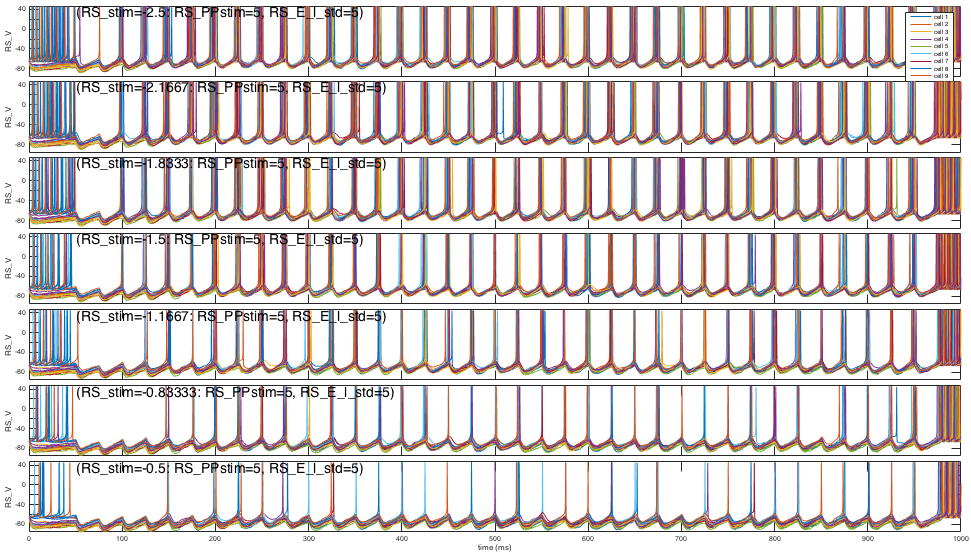 (RS_stim=-2.5: RS_PPstim=5, RS_E_I_std=5)
RS_V
40
0
-40
-80
cell 1
cell 2
cell 3
cell 4
cell 5
cell 6
cell 7
cell 8
cell 9
(RS_stim=-2.1667: RS_PPstim=5, RS_E_I_std=5)
RS_V
40
0
-40
-80
(RS_stim=-1.8333: RS_PPstim=5, RS_E_I_std=5)
RS_V
40
0
-40
-80
(RS_stim=-1.5: RS_PPstim=5, RS_E_I_std=5)
RS_V
40
0
-40
-80
(RS_stim=-1.1667: RS_PPstim=5, RS_E_I_std=5)
RS_V
40
0
-40
-80
(RS_stim=-0.83333: RS_PPstim=5, RS_E_I_std=5)
RS_V
40
0
-40
-80
(RS_stim=-0.5: RS_PPstim=5, RS_E_I_std=5)
RS_V
40
0
-40
-80
0 100 200 300 400 500 600 700 800 900 1000
time (ms)